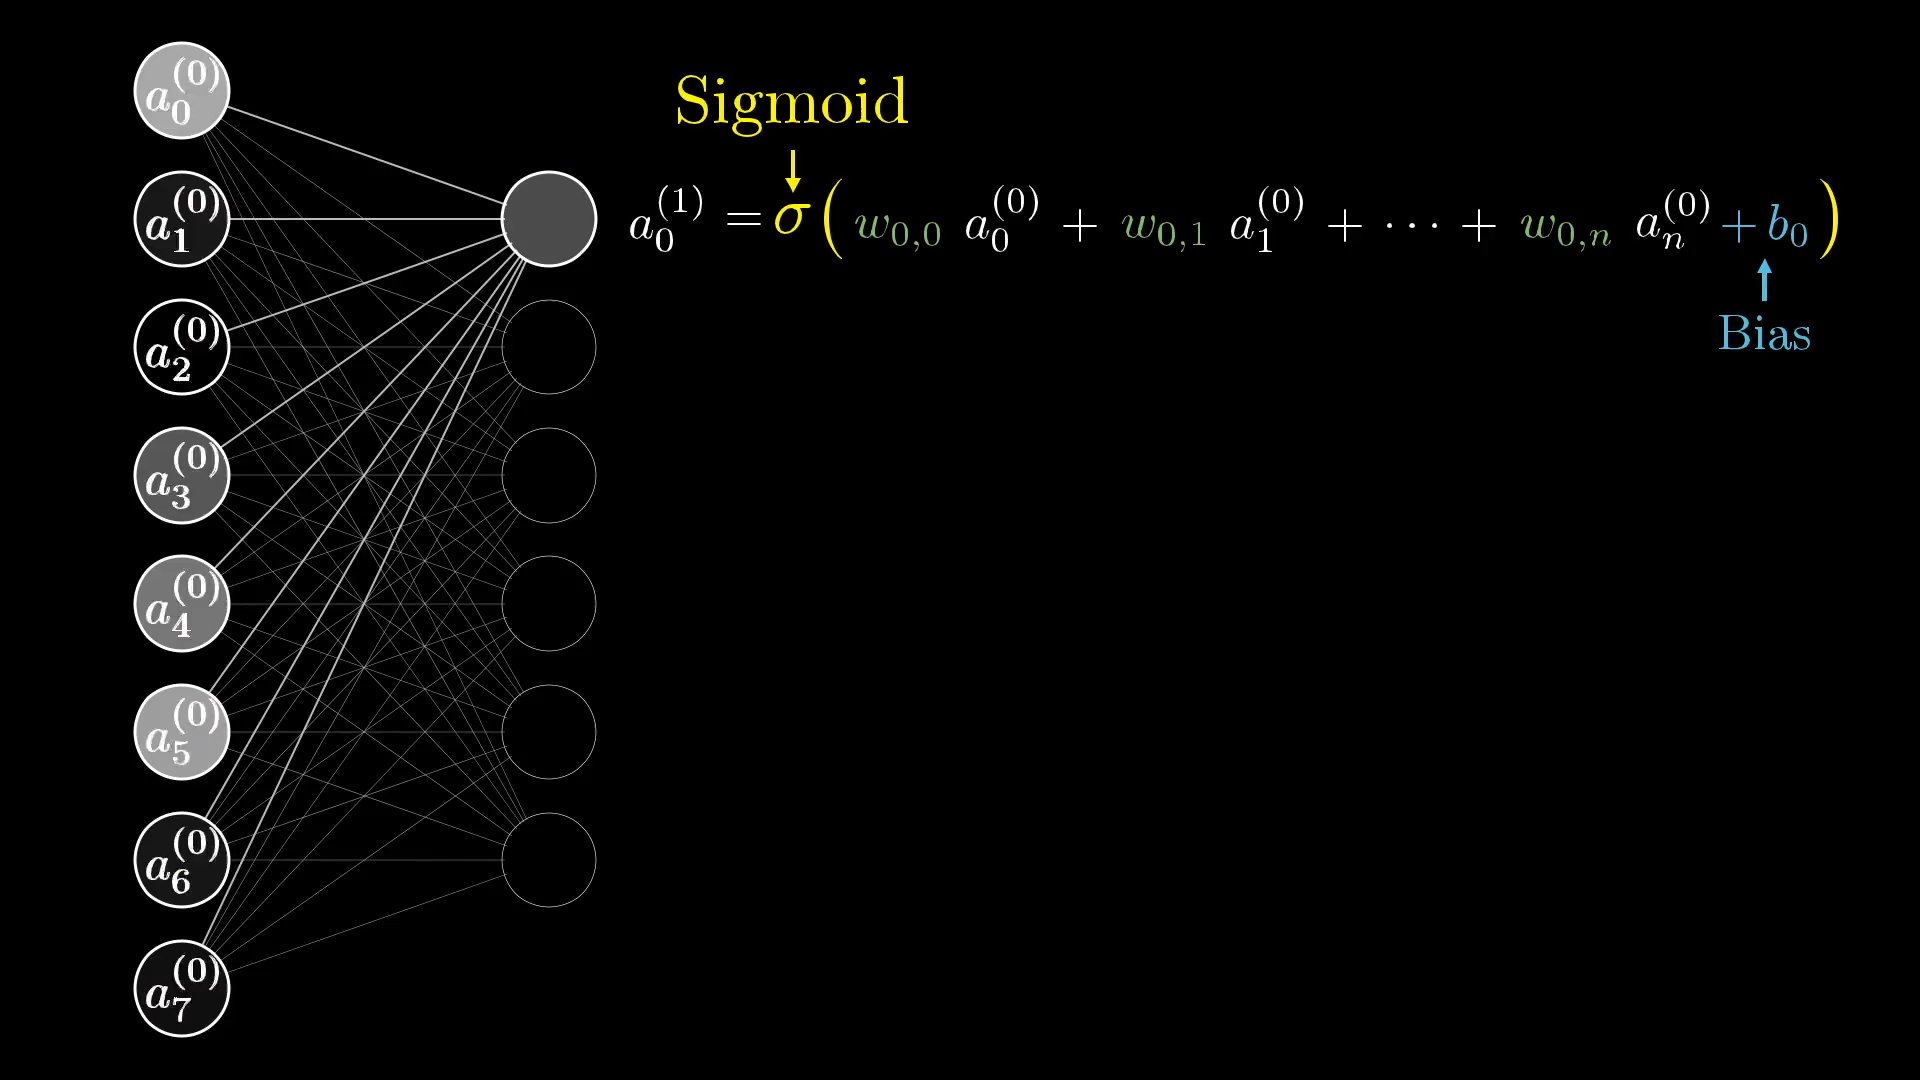 Sigmoid
a_0^{(1)} = σ ( w_{0,0} a_0^{(0)} + w_{0,1} a_1^{(0)} + ⋯ + w_{0,n} a_n^{(0)} + b_0 )
Bias
a_0^{(0)}
a_1^{(0)}
a_2^{(0)}
a_3^{(0)}
a_4^{(0)}
a_5^{(0)}
a_6^{(0)}
a_7^{(0)}